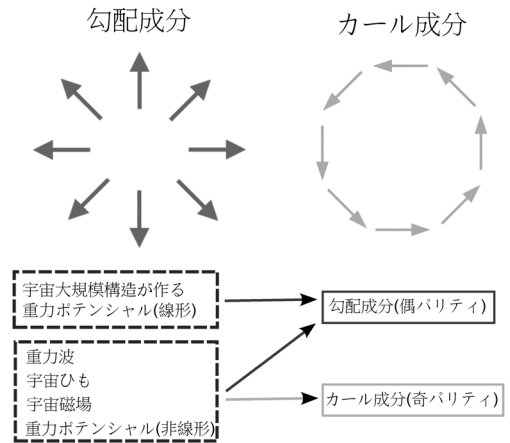 勾配成分
カール成分
宇宙大規模構造が作る
重力ポテンシャル(線形)
勾配成分(偶パリティ)
重力波
宇宙ひも
宇宙磁場
重力ポテンシャル(非線形)
カール成分(奇パリティ)